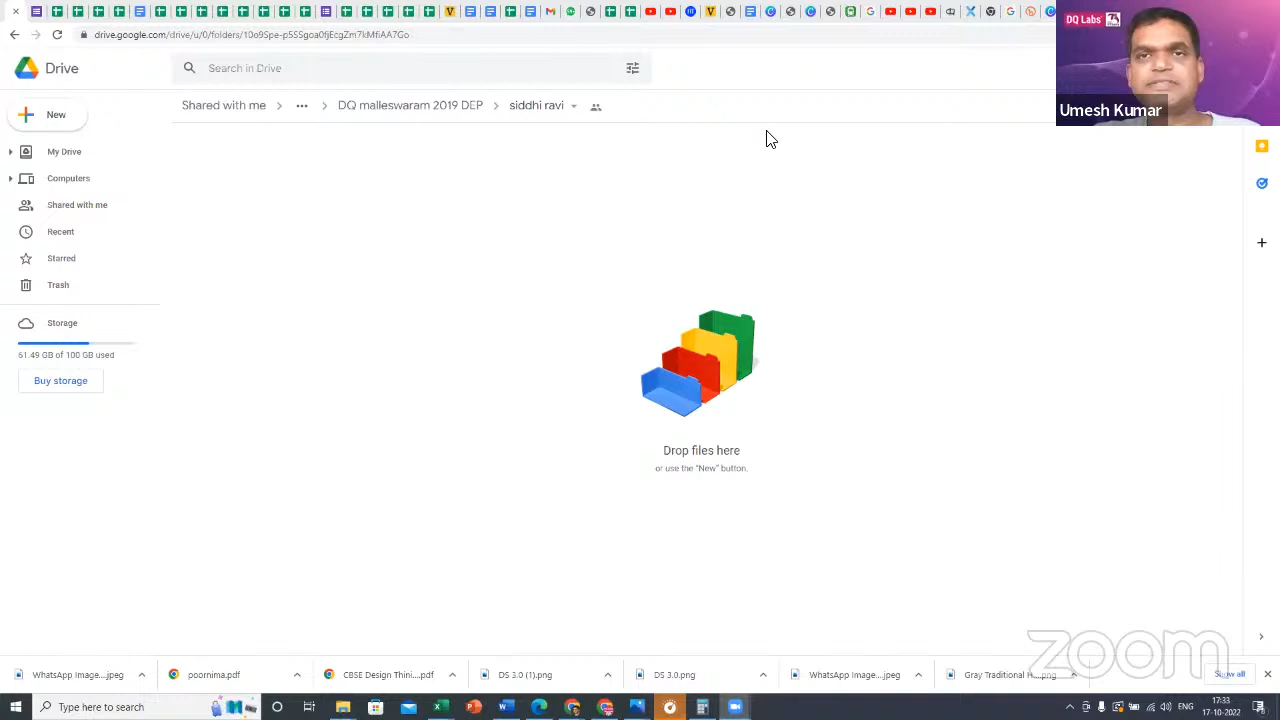 drive.google.com/drive/u/0/folders/
DQ Labs
Umesh Kumar
Drive
Search in Drive
Shared with me
DQ malleswaram 2019 DEP
siddhi ravi
New
My Drive
Computers
Shared with me
Recent
Starred
Trash
Storage
61.49 GB of 100 GB used
Buy storage
Drop files here
or use the "New" button.
zoom
WhatsApp Image....jpeg
poornima.pdf
CBSE Design Thini....pdf
DS 3.0 (1).png
DS 3.0.png
WhatsApp Image....jpeg
Gray Traditional H....png
Show all
Type here to search
ENG
17:33
17-10-2022